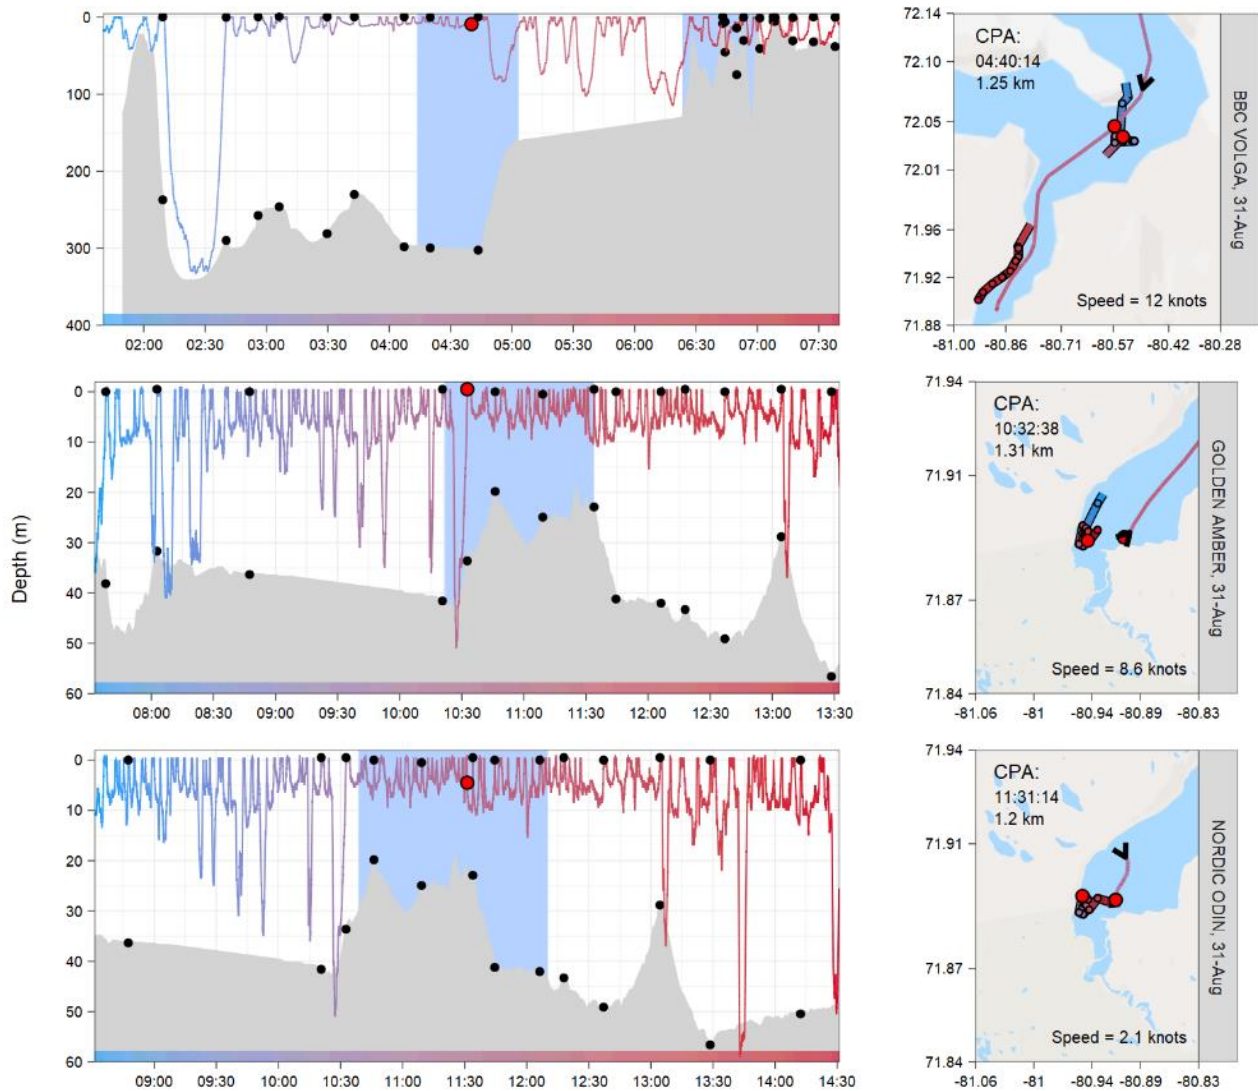 0
100
200
300
400
02:00 02:30 03:00 03:30 04:00 04:30 05:00 05:30 06:00 06:30 07:00 07:30
72.14
72.10
72.05
72.01
71.96
71.92
71.88
CPA:
04:40:14
1.25 km
Speed = 12 knots
-81.00 -80.86 -80.71 -80.57 -80.42 -80.28
BBC VOLGA, 31-Aug
Depth (m)
0
10
20
30
40
50
60
08:00 08:30 09:00 09:30 10:00 10:30 11:00 11:30 12:00 12:30 13:00 13:30
71.94
71.91
71.87
71.84
CPA:
10:32:38
1.31 km
Speed = 8.6 knots
-81.06 -81 -80.94 -80.89 -80.83
GOLDEN AMBER, 31-Aug
0
10
20
30
40
50
60
09:00 09:30 10:00 10:30 11:00 11:30 12:00 12:30 13:00 13:30 14:00 14:30
71.94
71.91
71.87
71.84
CPA:
11:31:14
1.2 km
Speed = 2.1 knots
-81.06 -81 -80.94 -80.89 -80.83
NORDIC ODIN, 31-Aug